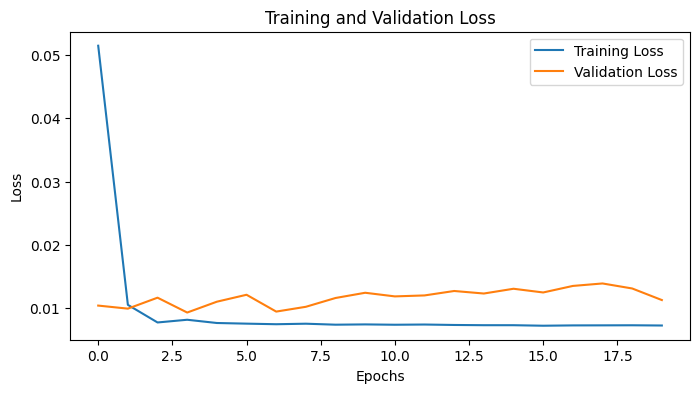 Training and Validation Loss
Training Loss
Validation Loss
Loss
0.05
0.04
0.03
0.02
0.01
0.0 2.5 5.0 7.5 10.0 12.5 15.0 17.5
Epochs